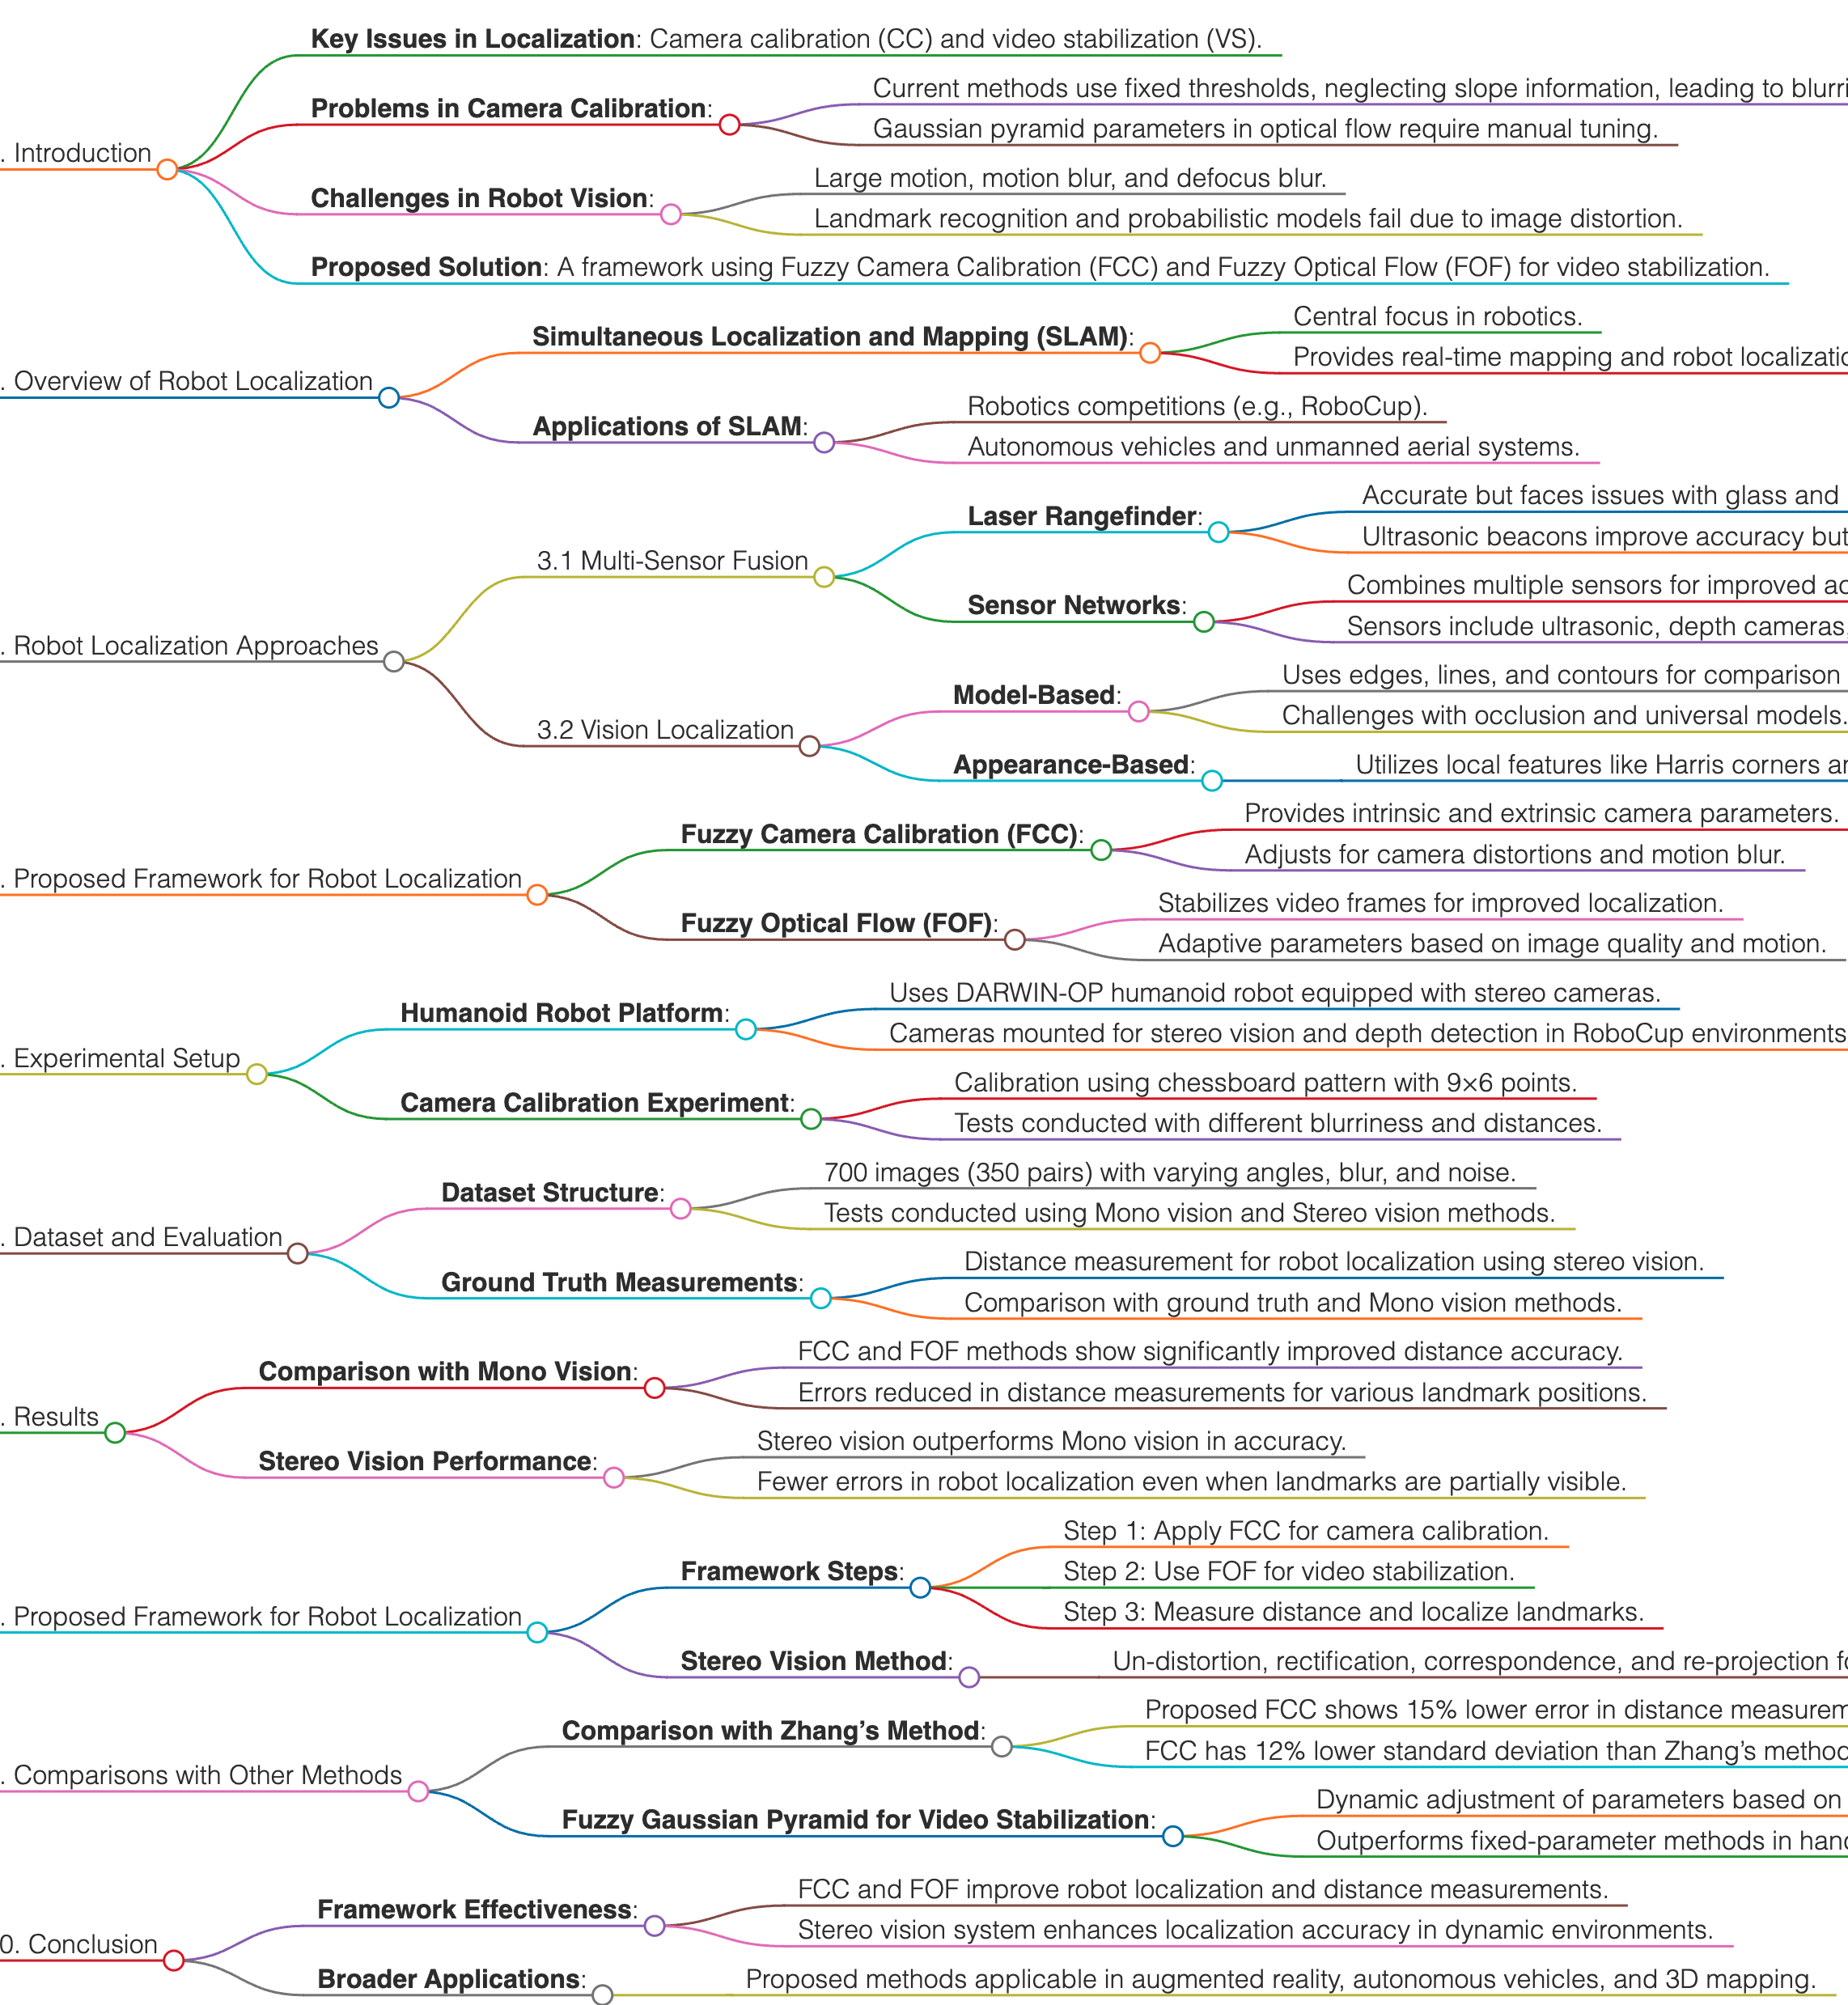 . Introduction
Key Issues in Localization: Camera calibration (CC) and video stabilization (VS).
Problems in Camera Calibration:
Current methods use fixed thresholds, neglecting slope information, leading to
Gaussian pyramid parameters in optical flow require manual tuning.
Challenges in Robot Vision:
Large motion, motion blur, and defocus blur.
Landmark recognition and probabilistic models fail due to image distortion.
Proposed Solution: A framework using Fuzzy Camera Calibration (FCC) and Fuzzy Optical Flow (FOF) for video stabilization.
. Overview of Robot Localization
Simultaneous Localization and Mapping (SLAM):
Central focus in robotics.
Provides real-time mapping and robot
Applications of SLAM:
Robotics competitions (e.g., RoboCup).
Autonomous vehicles and unmanned aerial systems.
. Robot Localization Approaches
3.1 Multi-Sensor Fusion
Laser Rangefinder:
Accurate but faces issues with glass and
Ultrasonic beacons improve accuracy but
Sensor Networks:
Combines multiple sensors for improved
Sensors include ultrasonic, depth cameras
3.2 Vision Localization
Model-Based:
Uses edges, lines, and contours for comparison
Challenges with occlusion and universal models.
Appearance-Based:
Utilizes local features like Harris corners
. Proposed Framework for Robot Localization
Fuzzy Camera Calibration (FCC):
Provides intrinsic and extrinsic camera parameters.
Adjusts for camera distortions and motion blur.
Fuzzy Optical Flow (FOF):
Stabilizes video frames for improved localization.
Adaptive parameters based on image quality and motion.
. Experimental Setup
Humanoid Robot Platform:
Uses DARWIN-OP humanoid robot equipped with stereo cameras.
Cameras mounted for stereo vision and depth detection in RoboCup environments
Camera Calibration Experiment:
Calibration using chessboard pattern with 9×6 points.
Tests conducted with different blurriness and distances.
. Dataset and Evaluation
Dataset Structure:
700 images (350 pairs) with varying angles, blur, and noise.
Tests conducted using Mono vision and Stereo vision methods.
Ground Truth Measurements:
Distance measurement for robot localization using stereo vision.
Comparison with ground truth and Mono vision methods.
. Results
Comparison with Mono Vision:
FCC and FOF methods show significantly improved distance accuracy.
Errors reduced in distance measurements for various landmark positions.
Stereo Vision Performance:
Stereo vision outperforms Mono vision in accuracy.
Fewer errors in robot localization even when landmarks are partially visible.
. Proposed Framework for Robot Localization
Framework Steps:
Step 1: Apply FCC for camera calibration.
Step 2: Use FOF for video stabilization.
Step 3: Measure distance and localize landmarks.
Stereo Vision Method:
Un-distortion, rectification, correspondence, and re-projection
. Comparisons with Other Methods
Comparison with Zhang’s Method:
Proposed FCC shows 15% lower error in distance
FCC has 12% lower standard deviation than Zhang’s
Fuzzy Gaussian Pyramid for Video Stabilization:
Dynamic adjustment of parameters based on
Outperforms fixed-parameter methods in
0. Conclusion
Framework Effectiveness:
FCC and FOF improve robot localization and distance measurements.
Stereo vision system enhances localization accuracy in dynamic environments.
Broader Applications:
Proposed methods applicable in augmented reality, autonomous vehicles, and 3D mapping.